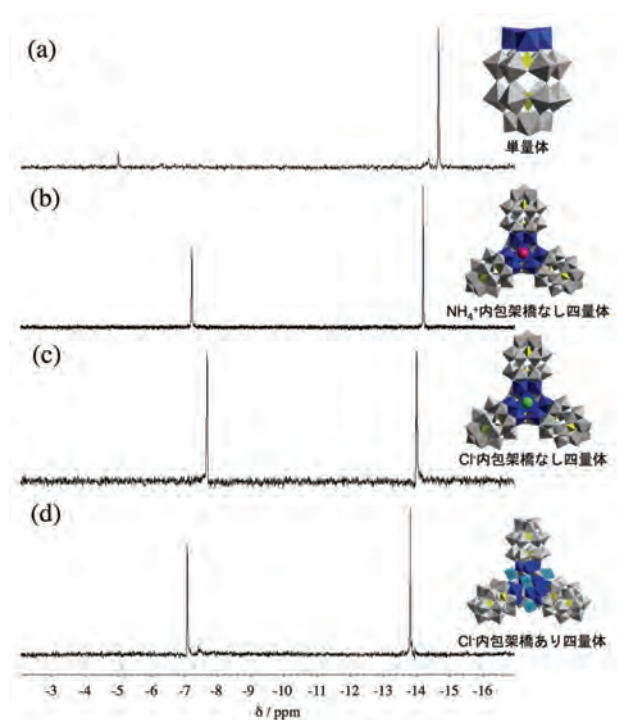 (a)
単量体
(b)
NH₄⁺内包架橋なし四量体
(c)
Cl⁻内包架橋なし四量体
(d)
Cl⁻内包架橋あり四量体
-3 -4 -5 -6 -7 -8 -9 -10 -11 -12 -13 -14 -15 -16
δ / ppm